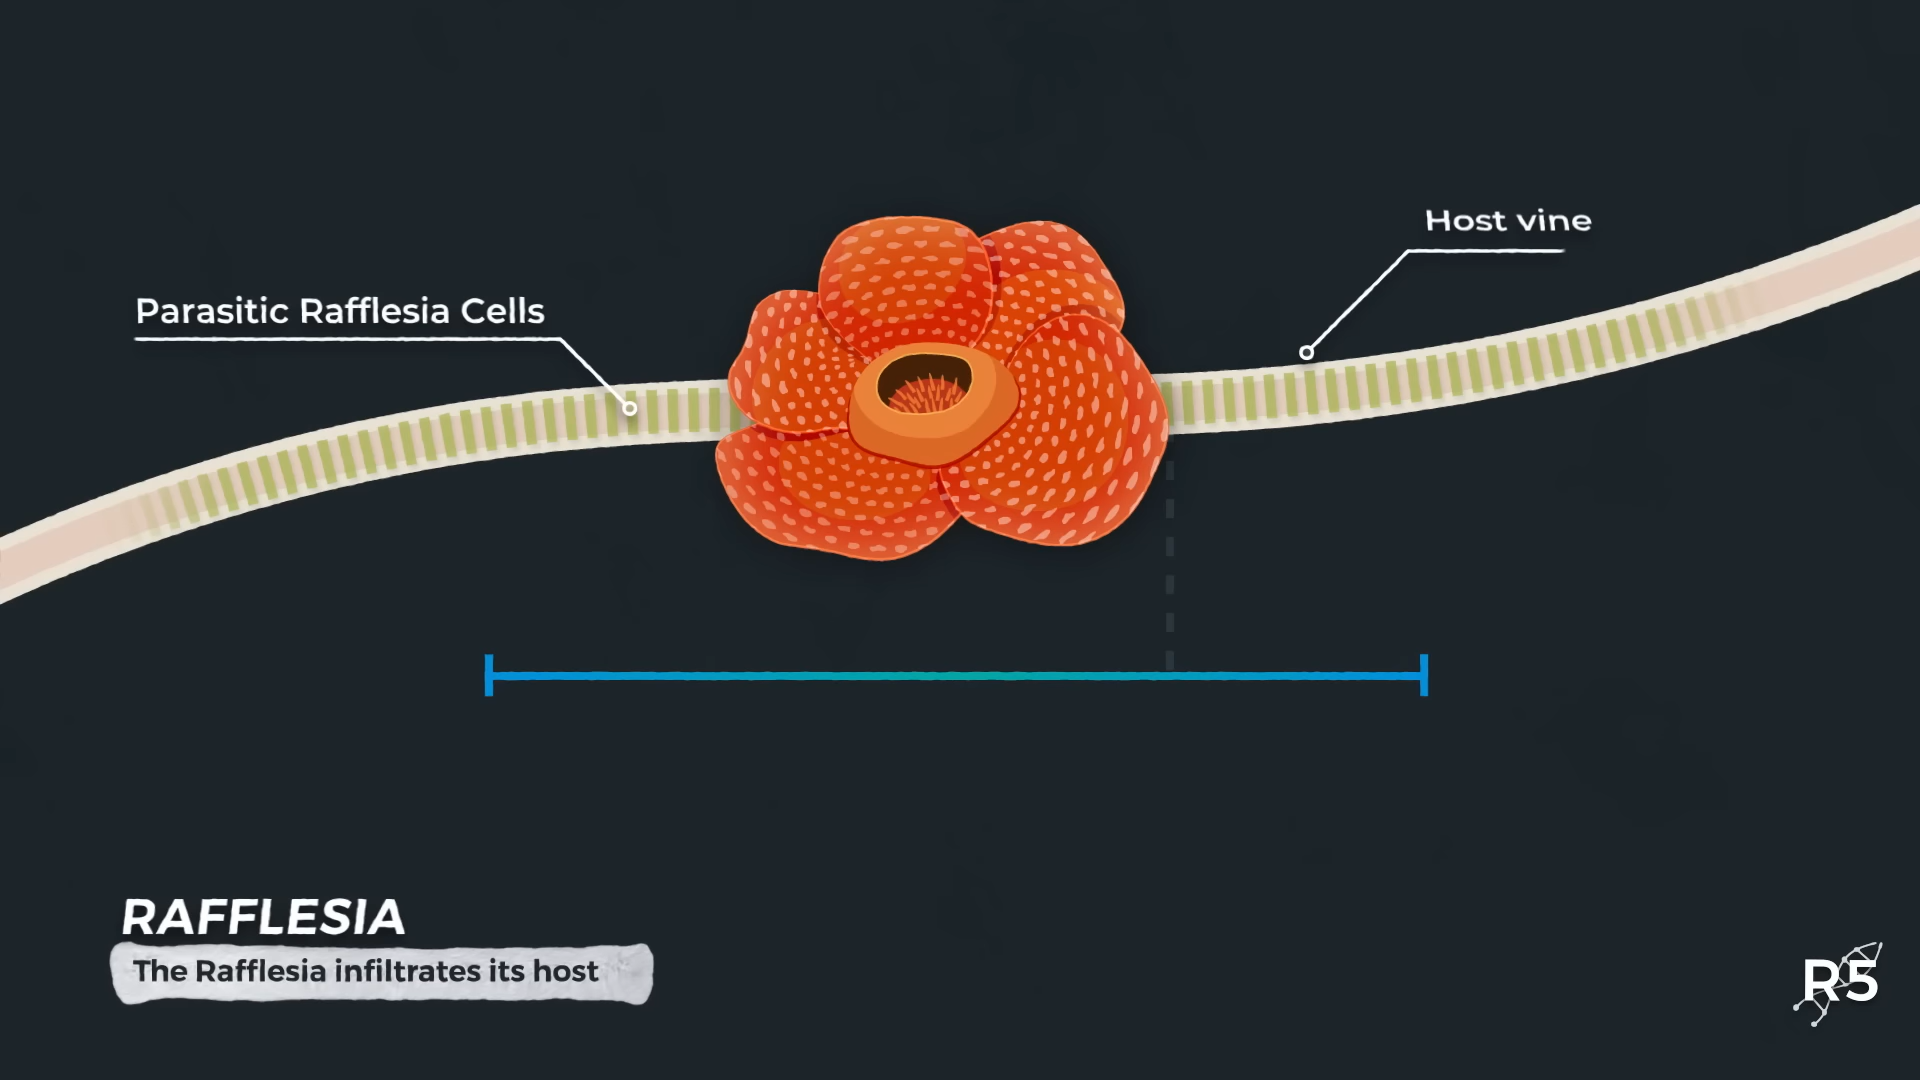 Host vine
Parasitic Rafflesia Cells
RAFFLESIA
The Rafflesia infiltrates its host
R5